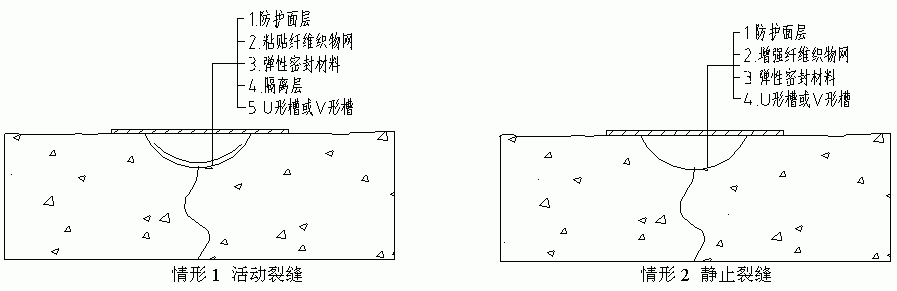 1.防护面层
2.粘贴纤维织物网
3.弹性密封材料
4.隔离层
5 U形槽或V形槽
情形1 活动裂缝
1 防护面层
2.增强纤维织物网
3 弹性密封材料
4.U形槽或V形槽
情形2 静止裂缝